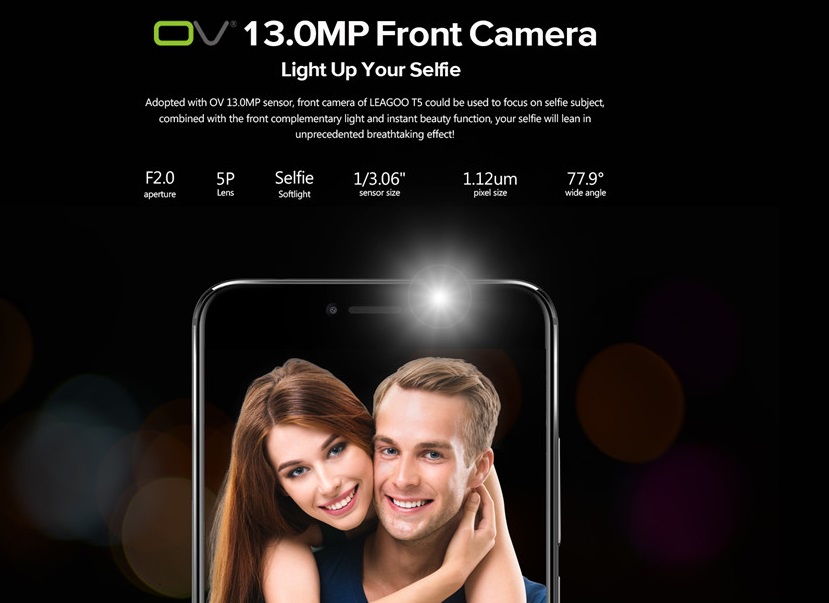 OV® 13.0MP Front Camera
Light Up Your Selfie
Adopted with OV 13.0MP sensor, front camera of LEAGOO T5 could be used to focus on selfie subject,
combined with the front complementary light and instant beauty function, your selfie will lean in
unprecedented breathtaking effect!
F2.0 5P Selfie 1/3.06" 1.12um 77.9°
aperture Lens Softlight sensor size pixel size wide angle